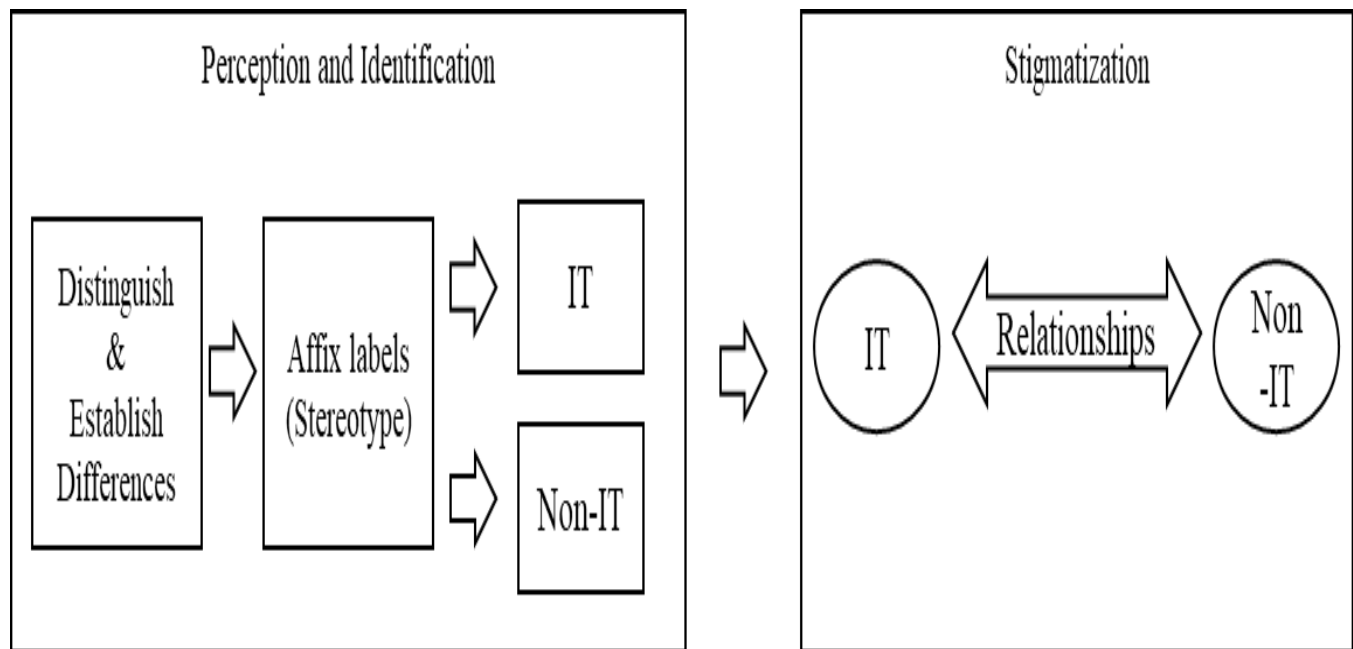 Perception and Identification
Distinguish
&
Establish
Differences
Affix labels
(Stereotype)
IT
Non-IT
Stigmatization
IT
Relationships
Non
-IT